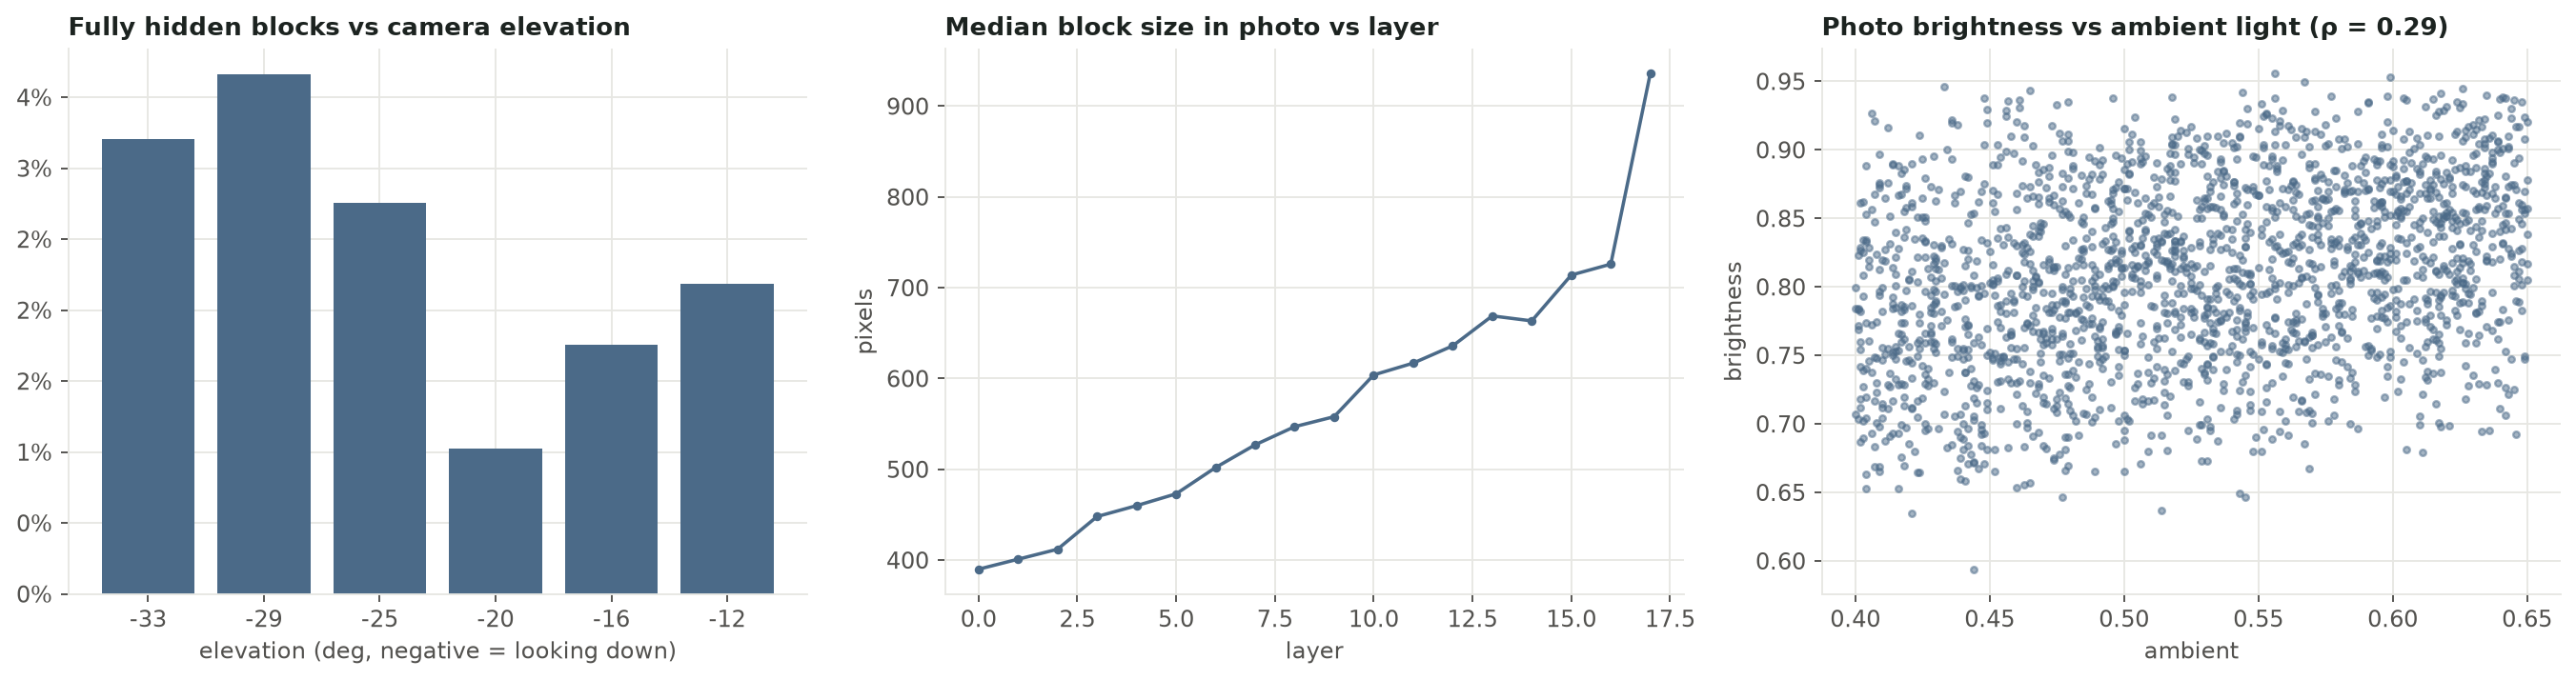 Fully hidden blocks vs camera elevation
4%
3%
2%
2%
2%
1%
0%
0%
-33 -29 -25 -20 -16 -12
elevation (deg, negative = looking down)
Median block size in photo vs layer
pixels
900
800
700
600
500
400
0.0 2.5 5.0 7.5 10.0 12.5 15.0 17.5
layer
Photo brightness vs ambient light (ρ = 0.29)
brightness
0.95
0.90
0.85
0.80
0.75
0.70
0.65
0.60
0.40 0.45 0.50 0.55 0.60 0.65
ambient